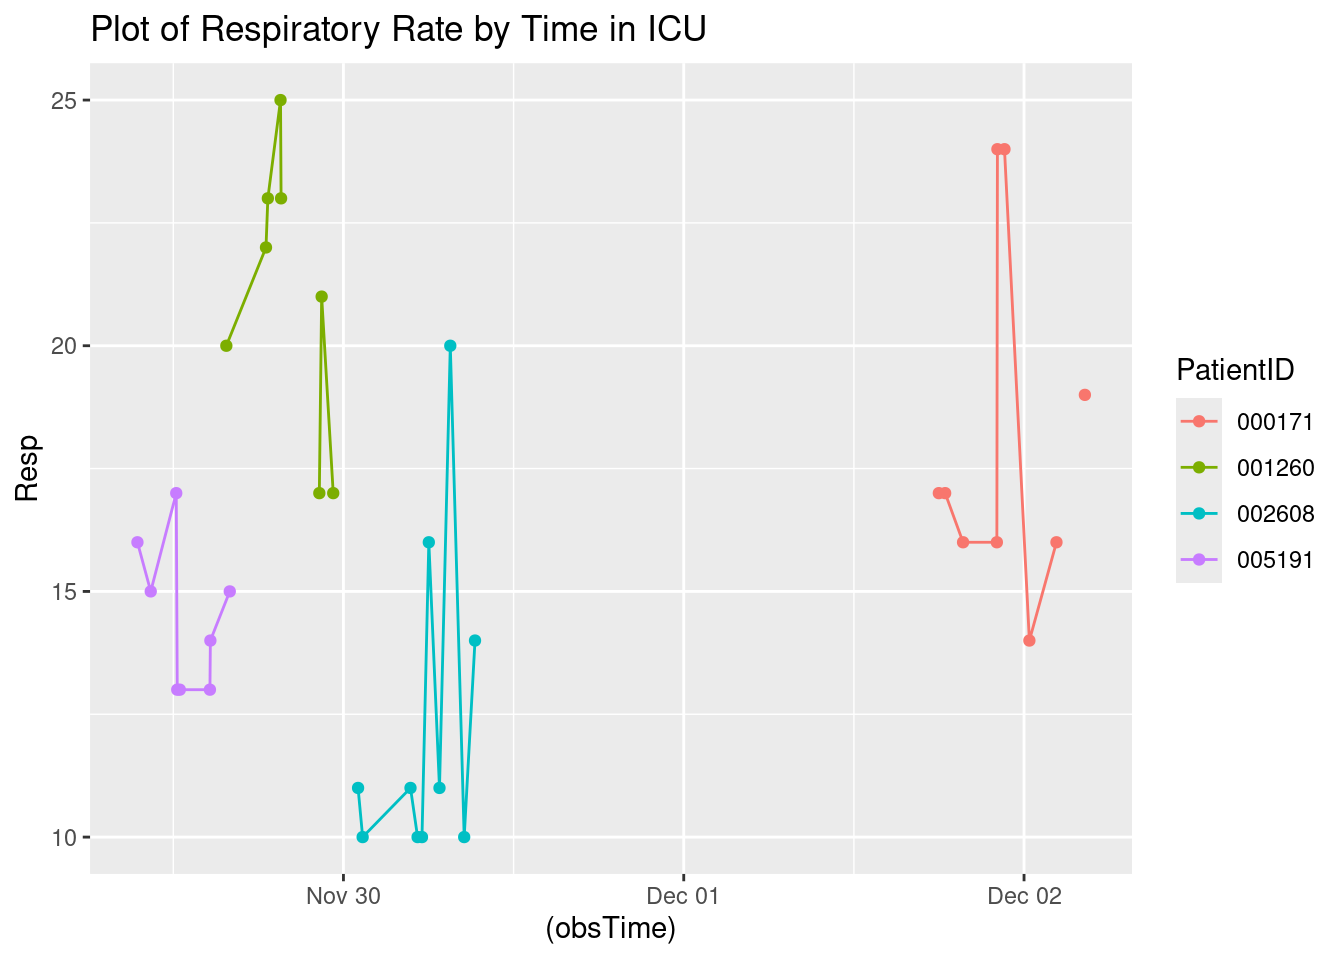 Plot of Respiratory Rate by Time in ICU
25
20
15
10
Resp
Nov 30
Dec 01
Dec 02
(obsTime)
PatientID
000171
001260
002608
005191